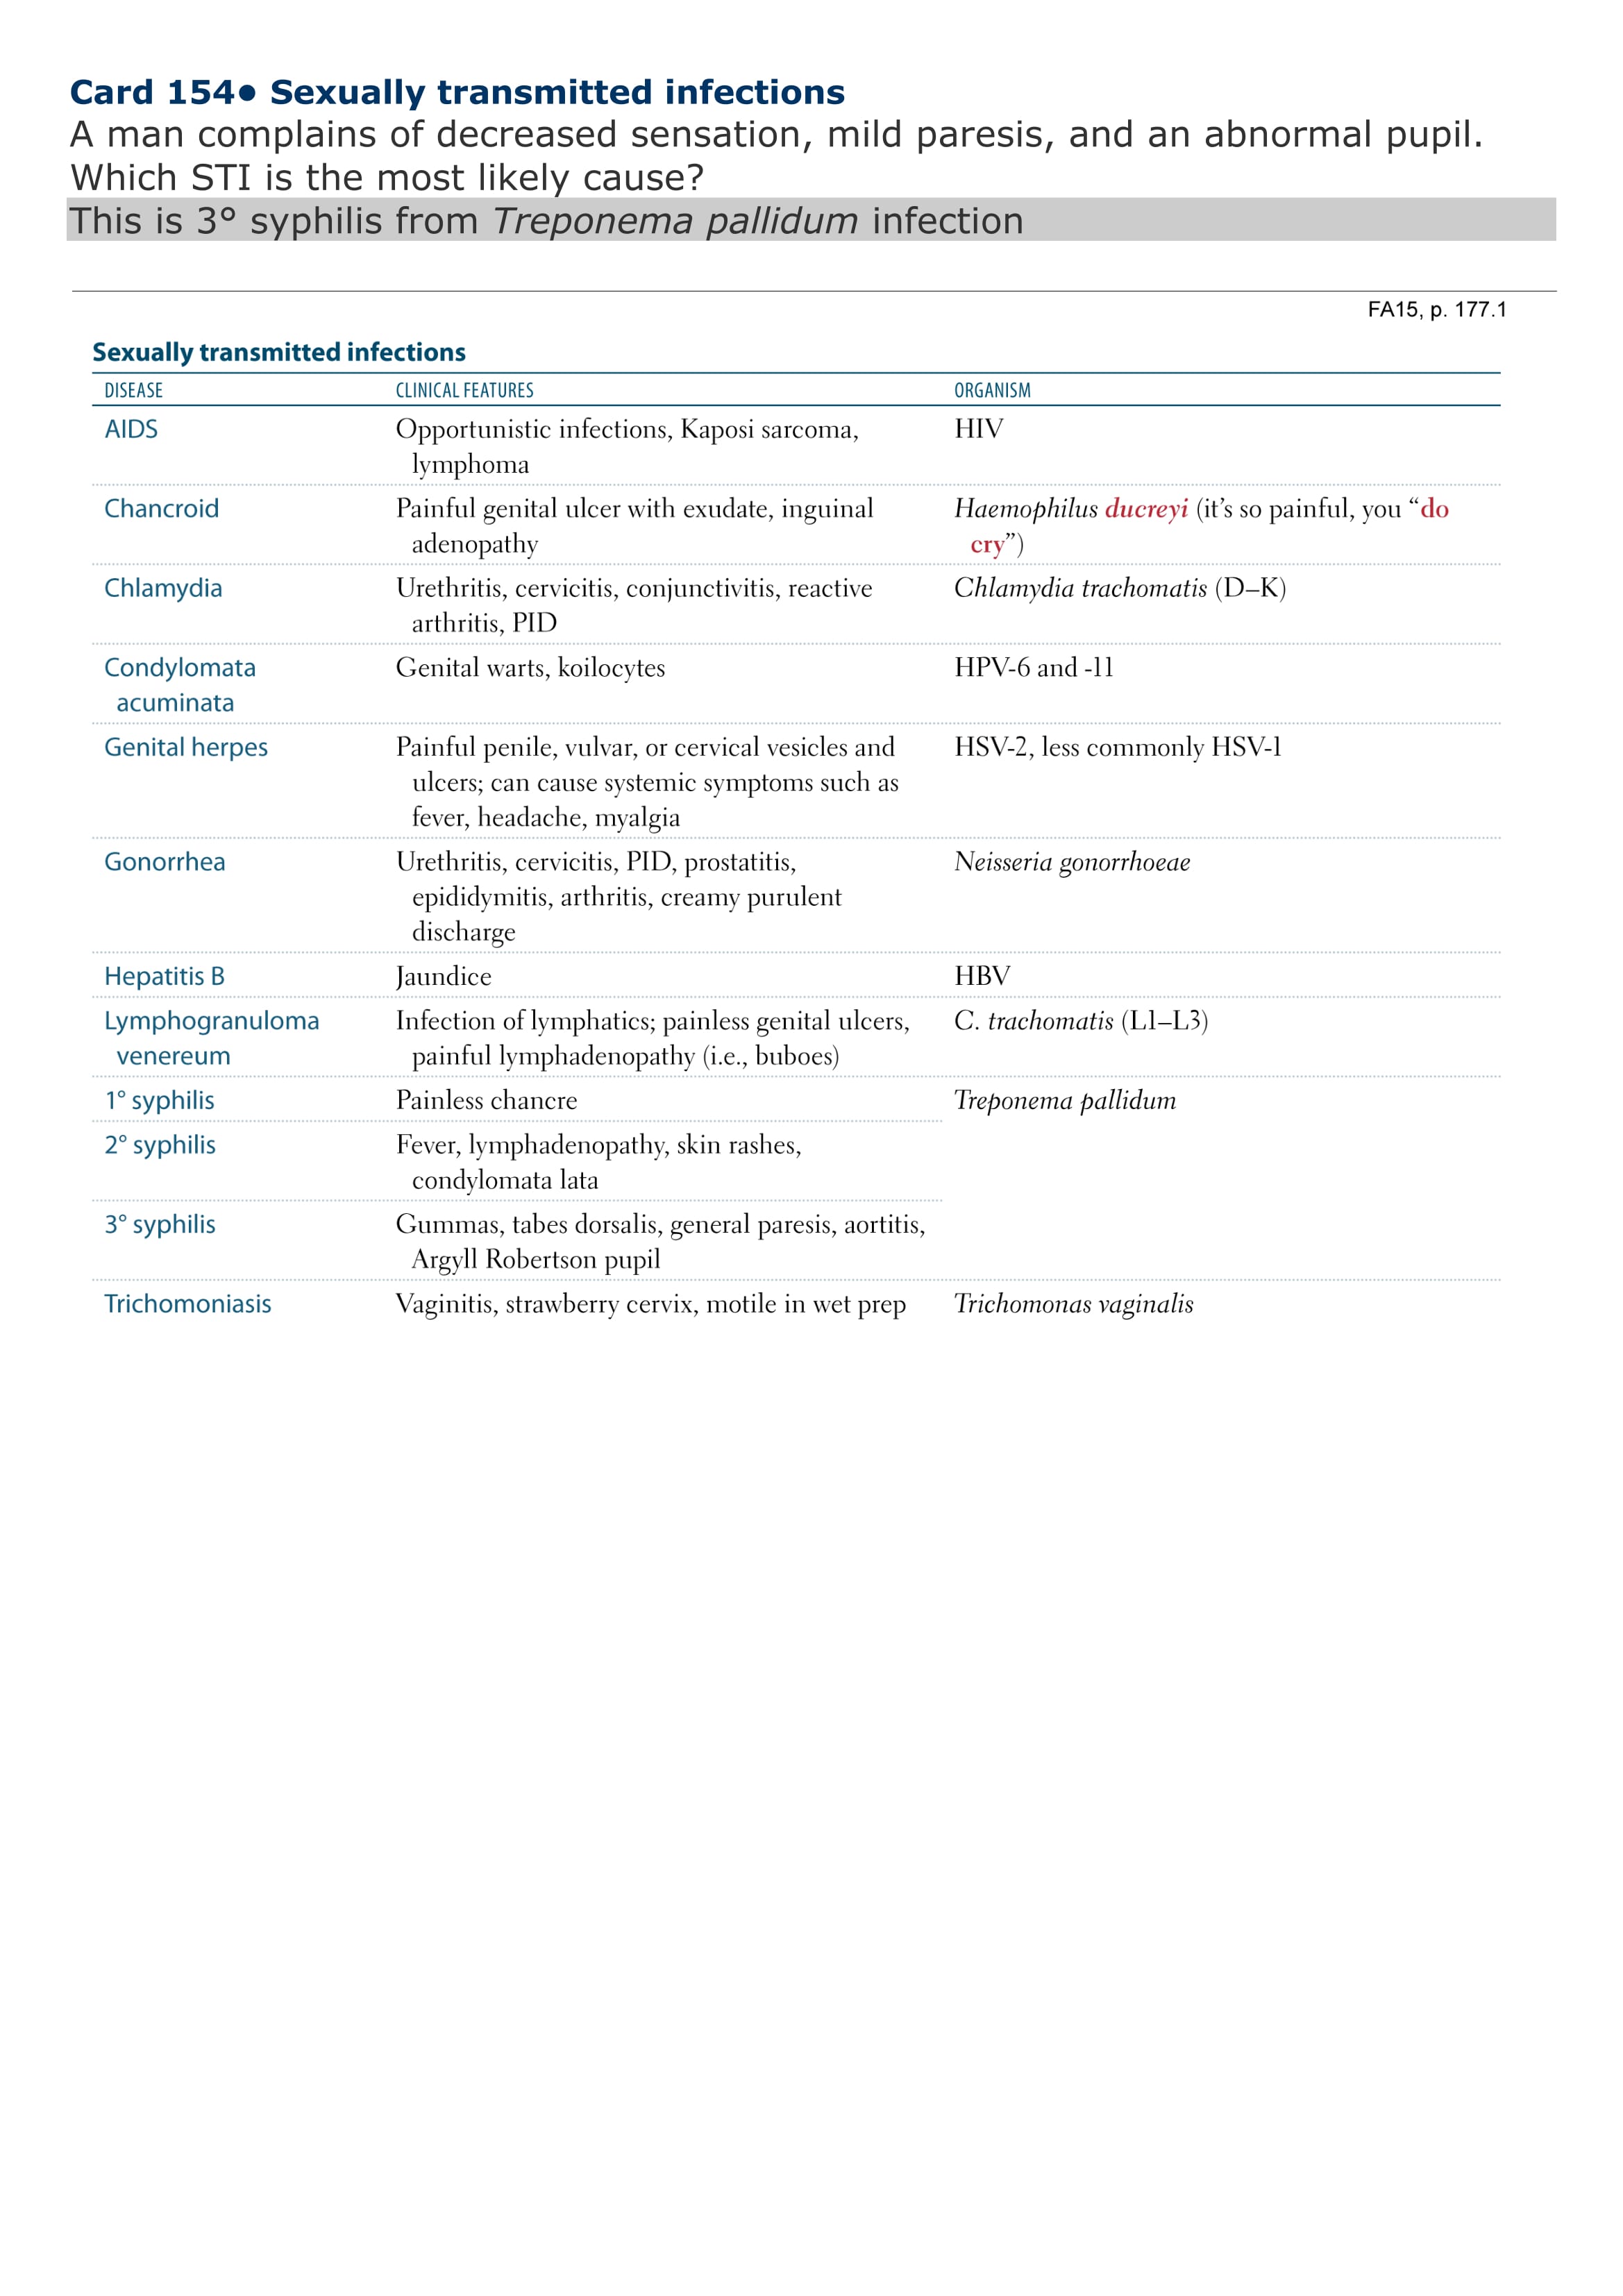 Card 154• Sexually transmitted infections
A man complains of decreased sensation, mild paresis, and an abnormal pupil.
Which STI is the most likely cause?
This is 3° syphilis from Treponema pallidum infection
FA15, p. 177.1
Sexually transmitted infections
DISEASE CLINICAL FEATURES ORGANISM
AIDS Opportunistic infections, Kaposi sarcoma, HIV
lymphoma
Chancroid Painful genital ulcer with exudate, inguinal Haemophilus ducreyi (it’s so painful, you “do
adenopathy cry”)
Chlamydia Urethritis, cervicitis, conjunctivitis, reactive Chlamydia trachomatis (D–K)
arthritis, PID
Condylomata Genital warts, koilocytes HPV-6 and -11
acuminata
Genital herpes Painful penile, vulvar, or cervical vesicles and HSV-2, less commonly HSV-1
ulcers; can cause systemic symptoms such as
fever, headache, myalgia
Gonorrhea Urethritis, cervicitis, PID, prostatitis, Neisseria gonorrhoeae
epididymitis, arthritis, creamy purulent
discharge
Hepatitis B Jaundice HBV
Lymphogranuloma Infection of lymphatics; painless genital ulcers, C. trachomatis (L1–L3)
venereum painful lymphadenopathy (i.e., buboes)
1° syphilis Painless chancre Treponema pallidum
2° syphilis Fever, lymphadenopathy, skin rashes,
condylomata lata
3° syphilis Gummas, tabes dorsalis, general paresis, aortitis,
Argyll Robertson pupil
Trichomoniasis Vaginitis, strawberry cervix, motile in wet prep Trichomonas vaginalis